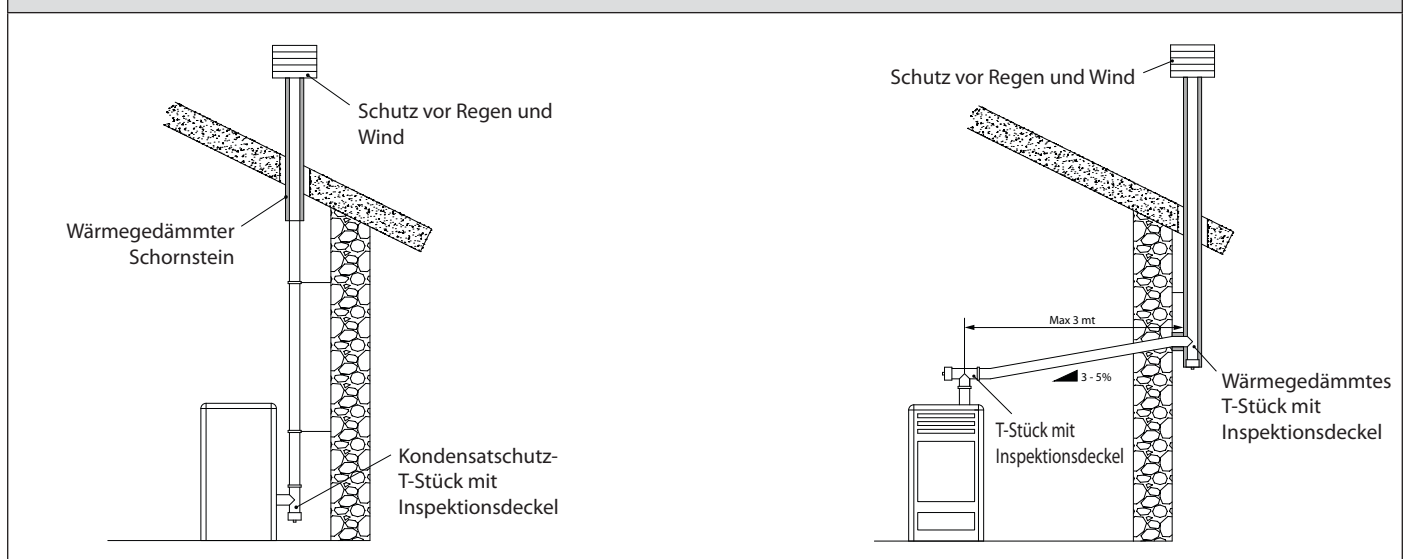 Schutz vor Regen und
Wind
Wärmegedämmter
Schornstein
Kondensatschutz-
T-Stück mit
Inspektionsdeckel
Schutz vor Regen und Wind
Max 3 mt
3 - 5%
T-Stück mit
Inspektionsdeckel
Wärmegedämmtes
T-Stück mit
Inspektionsdeckel